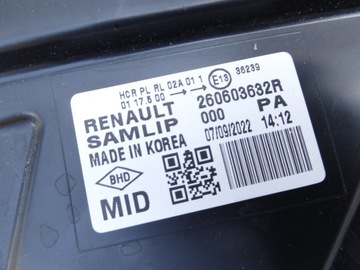 HCR PL RL 02A 01 1 E13 36239
01 17.5 00 → →
RENAULT 260603632R
SAMLIP 000 PA
MADE IN KOREA 07/09/2022 14:12
BHD
MID